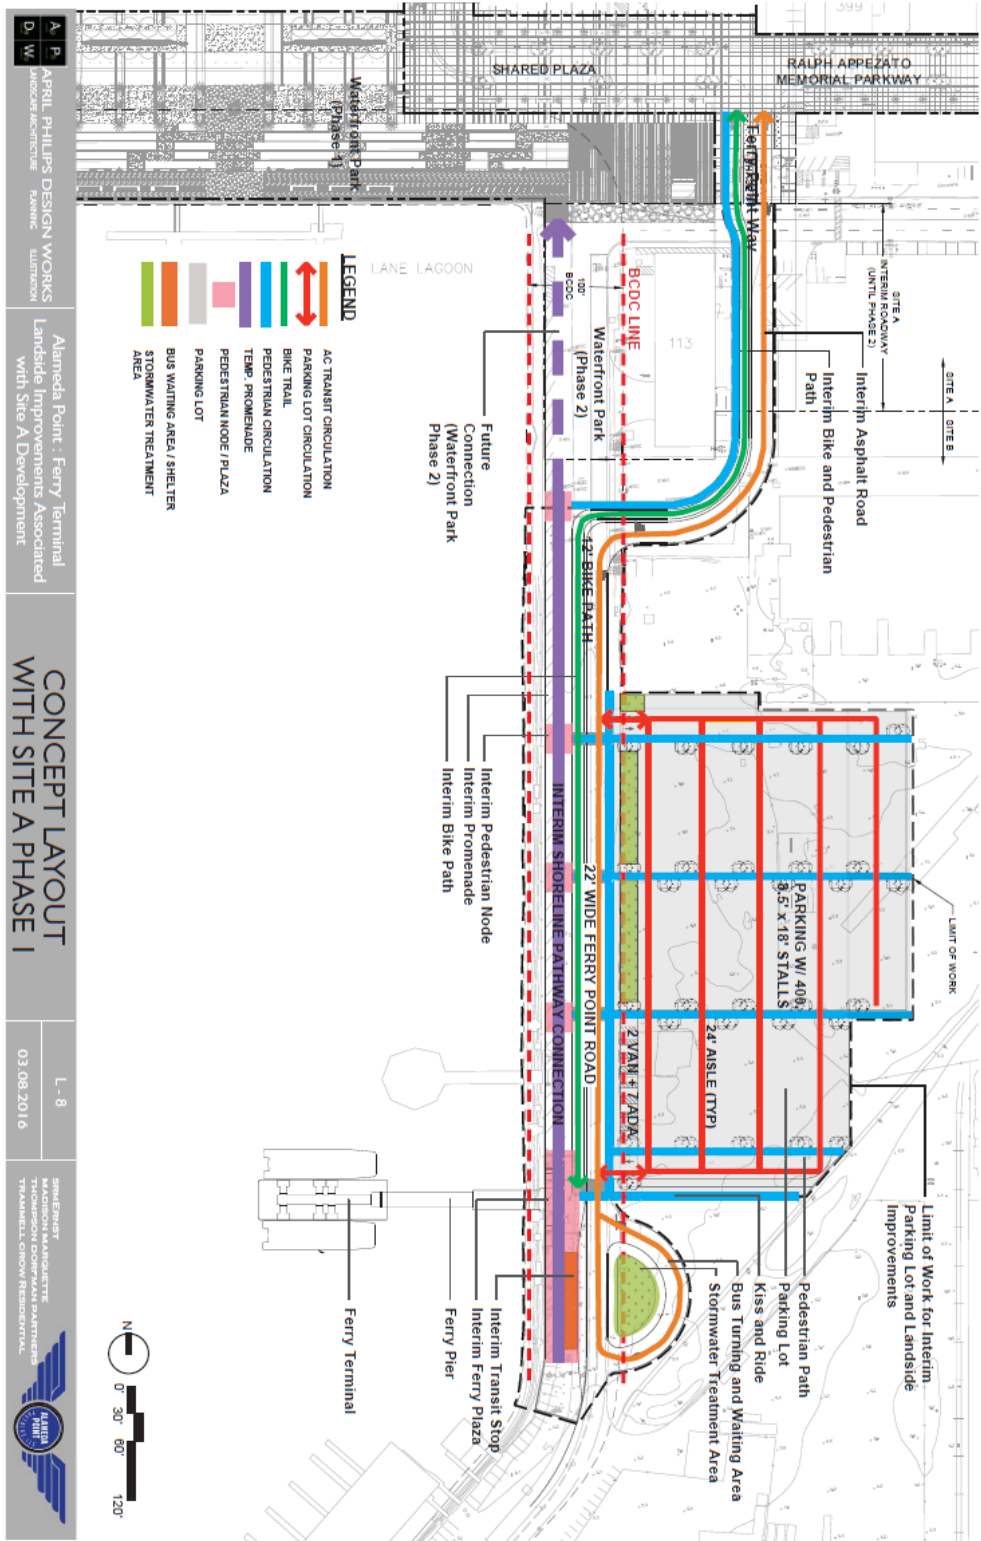 399
SHARED PLAZA
RALPH APPEZATO
MEMORIAL PARKWAY
Waterfront Park
(Phase 1)
Ferry Point Way
SITE A
INTERIM ROADWAY
(UNTIL PHASE 2)
SITE A
SITE B
LANE LAGOON
100'
BCDC
BCDC LINE
113
Waterfront Park
(Phase 2)
Interim Asphalt Road
Interim Bike and Pedestrian
Path
Future
Connection
(Waterfront Park
Phase 2)
LEGEND
AC TRANSIT CIRCULATION
PARKING LOT CIRCULATION
BIKE TRAIL
PEDESTRIAN CIRCULATION
TEMP. PROMENADE
PEDESTRIAN NODE / PLAZA
PARKING LOT
BUS WAITING AREA / SHELTER
STORMWATER TREATMENT
AREA
12' BIKE PATH
Interim Pedestrian Node
Interim Promenade
Interim Bike Path
INTERIM SHORELINE PATHWAY CONNECTION
22' WIDE FERRY POINT ROAD
PARKING W/ 400,
8.5' x 18' STALLS
24' AISLE (TYP)
2 VAN + 7 ADA
LIMIT OF WORK
Limit of Work for Interim
Parking Lot and Landside
Improvements
Pedestrian Path
Parking Lot
Kiss and Ride
Bus Turning and Waiting Area
Stormwater Treatment Area
Interim Transit Stop
Interim Ferry Plaza
Ferry Pier
Ferry Terminal
N
0' 30' 60' 120'
A. P.
D. W.
APRIL PHILIPS DESIGN WORKS
LANDSCAPE ARCHITECTURE PLANNING ILLUSTRATION
Alameda Point : Ferry Terminal
Landside Improvements Associated
with Site A Development
CONCEPT LAYOUT
WITH SITE A PHASE I
L - 8
03.08.2016
SRMERNST
MADISON MARQUETTE
THOMPSON DORFMAN PARTNERS
TRAMMELL CROW RESIDENTIAL
ALAMEDA
POINT